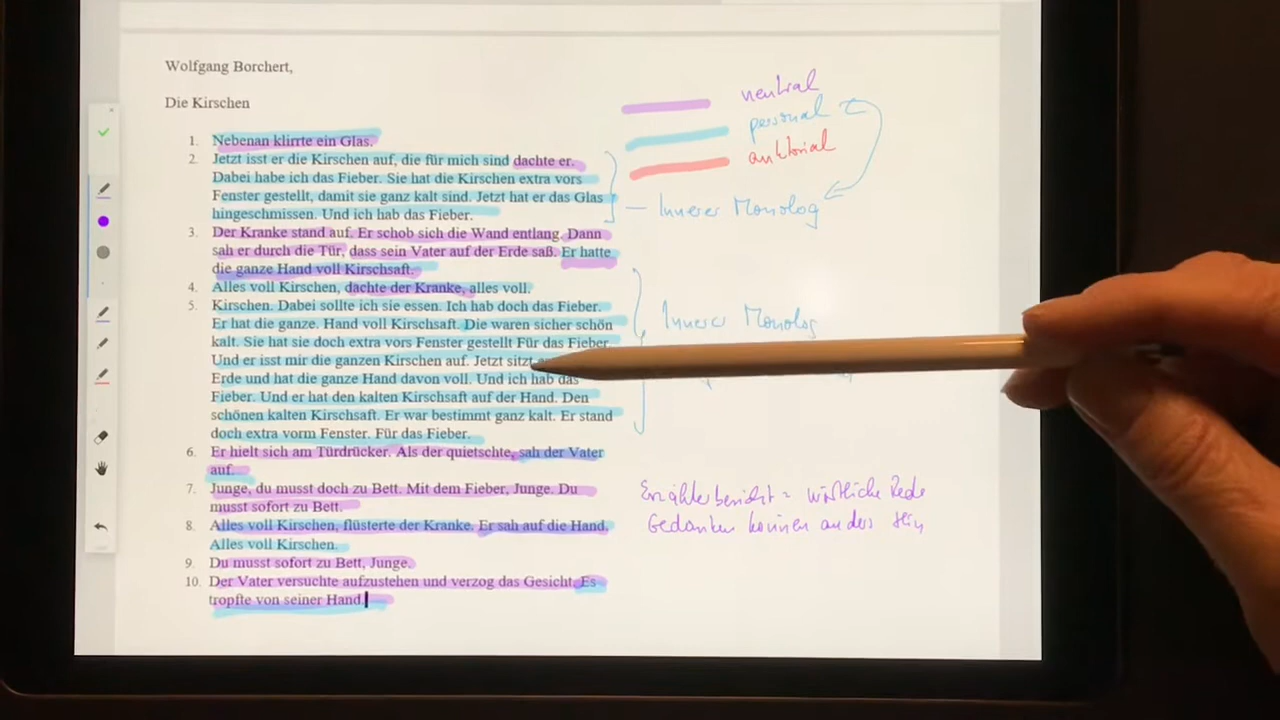 Wolfgang Borchert,
Die Kirschen
neutral
personal
auktorial
1. Nebenan klirrte ein Glas.
2. Jetzt isst er die Kirschen auf, die für mich sind dachte er.
Dabei habe ich das Fieber. Sie hat die Kirschen extra vors
Fenster gestellt, damit sie ganz kalt sind. Jetzt hat er das Glas
hingeschmissen. Und ich hab das Fieber.
Innerer Monolog
3. Der Kranke stand auf. Er schob sich die Wand entlang. Dann
sah er durch die Tür, dass sein Vater auf der Erde saß. Er hatte
die ganze Hand voll Kirschsaft.
4. Alles voll Kirschen, dachte der Kranke, alles voll.
5. Kirschen. Dabei sollte ich sie essen. Ich hab doch das Fieber.
Er hat die ganze. Hand voll Kirschsaft. Die waren sicher schön
kalt. Sie hat sie doch extra vors Fenster gestellt Für das Fieber.
Und er isst mir die ganzen Kirschen auf. Jetzt sitzt
Erde und hat die ganze Hand davon voll. Und ich hab das
Fieber. Und er hat den kalten Kirschsaft auf der Hand. Den
schönen kalten Kirschsaft. Er war bestimmt ganz kalt. Er stand
doch extra vorm Fenster. Für das Fieber.
Innerer Monolog
6. Er hielt sich am Türdrücker. Als der quietschte, sah der Vater
auf.
7. Junge, du musst doch zu Bett. Mit dem Fieber, Junge. Du
musst sofort zu Bett.
8. Alles voll Kirschen, flüsterte der Kranke. Er sah auf die Hand.
Alles voll Kirschen.
9. Du musst sofort zu Bett, Junge.
10. Der Vater versuchte aufzustehen und verzog das Gesicht. Es
tropfte von seiner Hand.
Erzählerbericht = wörtliche Rede
Gedanken können anders sein